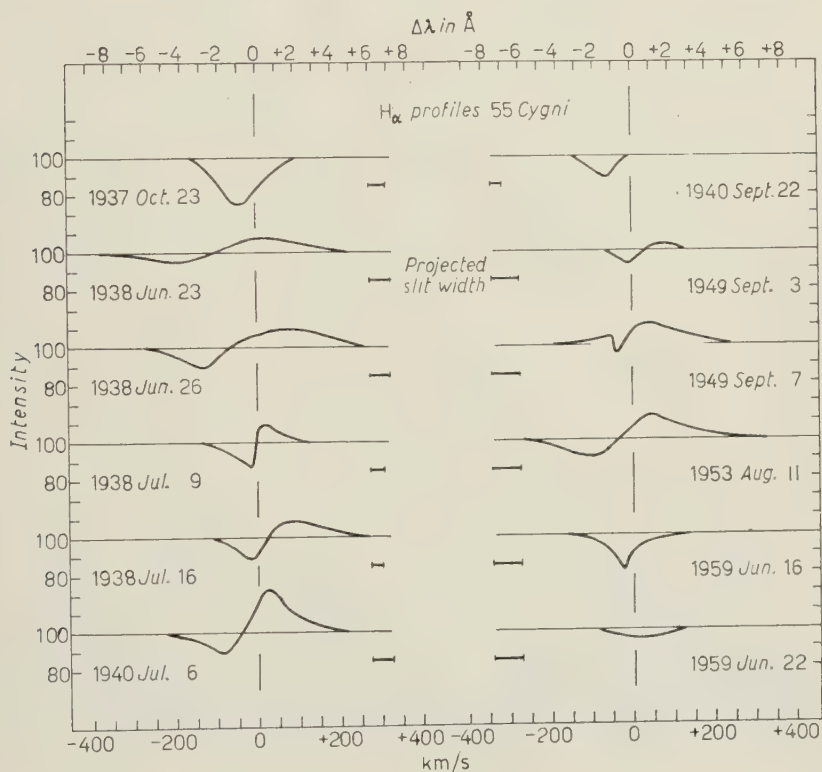 Δλ in Å
-8 -6 -4 -2 0 +2 +4 +6 +8 -8 -6 -4 -2 0 +2 +4 +6 +8
Hα profiles 55 Cygni
100
80
1937 Oct. 23
1940 Sept. 22
100
80
1938 Jun. 23
Projected
slit width
1949 Sept. 3
100
80
1938 Jun. 26
1949 Sept. 7
Intensity
100
80
1938 Jul. 9
1953 Aug. 11
100
80
1938 Jul. 16
1959 Jun. 16
100
80
1940 Jul. 6
1959 Jun. 22
-400 -200 0 +200 +400 -200 0 +200 +400
km/s